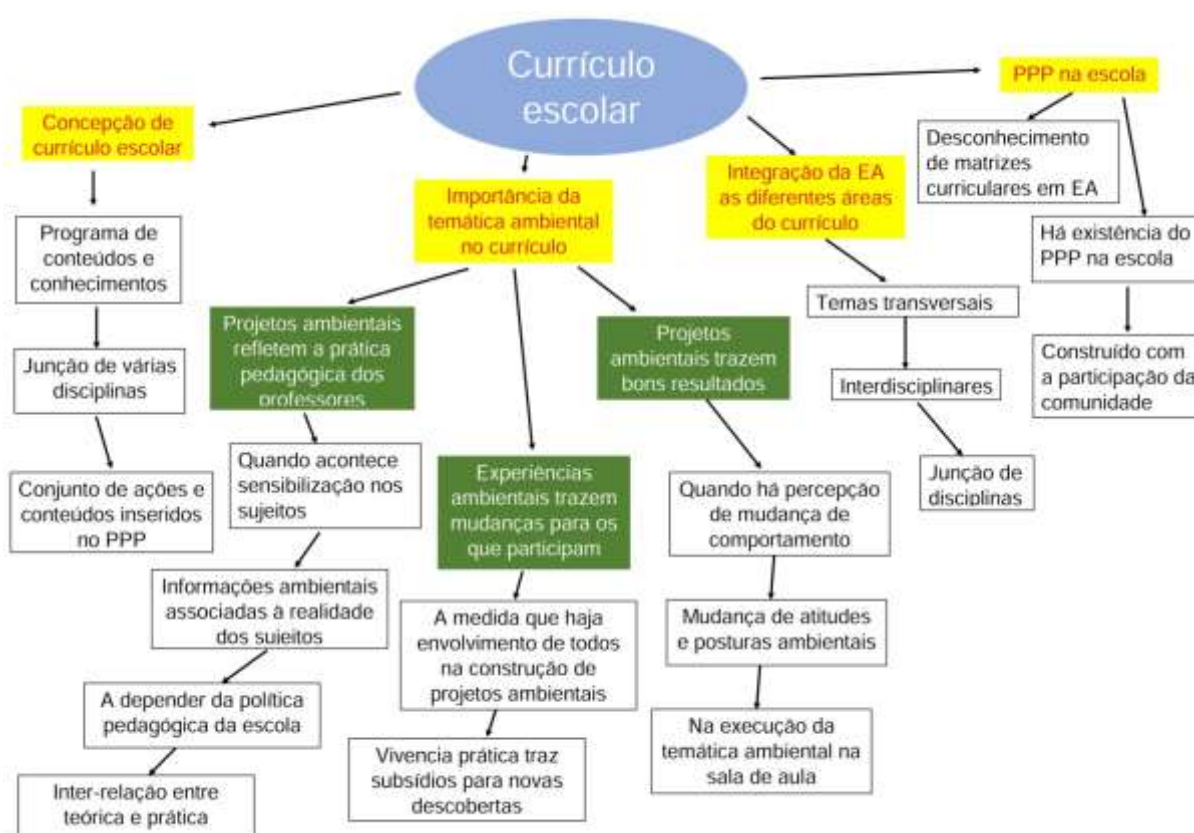 Currículo
escolar
PPP na escola
Concepção de
currículo escolar
Desconhecimento
de matrizes
curriculares em EA
Integração da EA
as diferentes áreas
do currículo
Importância da
temática ambiental
no currículo
Programa de
conteúdos e
conhecimentos
Há existência do
PPP na escola
Temas transversais
Projetos ambientais
refletem a prática
pedagógica dos
professores
Projetos
ambientais trazem
bons resultados
Construído com
a participação da
comunidade
Junção de várias
disciplinas
Interdisciplinares
Quando acontece
sensibilização nos
sujeitos
Experiências
ambientais trazem
mudanças para os
que participam
Junção de
disciplinas
Conjunto de ações e
conteúdos inseridos
no PPP
Quando há percepção
de mudança de
comportamento
Informações ambientais
associadas à realidade
dos sujeitos
A medida que haja
envolvimento de todos
na construção de
projetos ambientais
Mudança de atitudes
e posturas ambientais
A depender da política
pedagógica da escola
Na execução da
temática ambiental na
sala de aula
Vivencia prática traz
subsídios para novas
descobertas
Inter-relação entre
teórica e prática